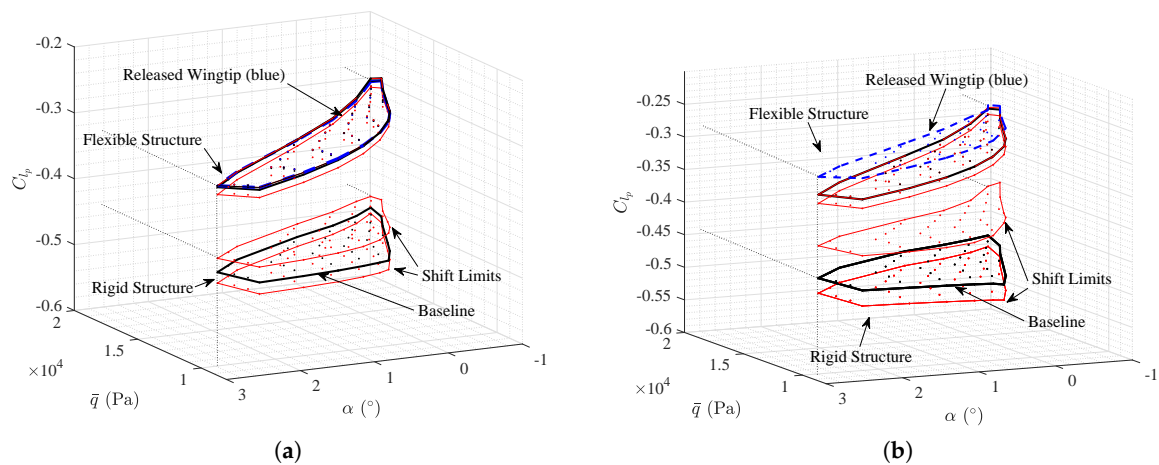 -0.2
Released Wingtip (blue)
-0.3
Flexible Structure
-0.4
C_{l_p}
-0.5
Rigid Structure
Shift Limits
Baseline
-0.6
2
1.5
×10^4
1
q̄ (Pa)
3
2
1
0
-1
α (°)
(a)
Released Wingtip (blue)
-0.25
Flexible Structure
-0.3
-0.35
-0.4
C_{l_p}
-0.45
-0.5
Shift Limits
-0.55
Baseline
Rigid Structure
-0.6
2
1.5
×10^4
1
q̄ (Pa)
3
2
1
0
-1
α (°)
(b)